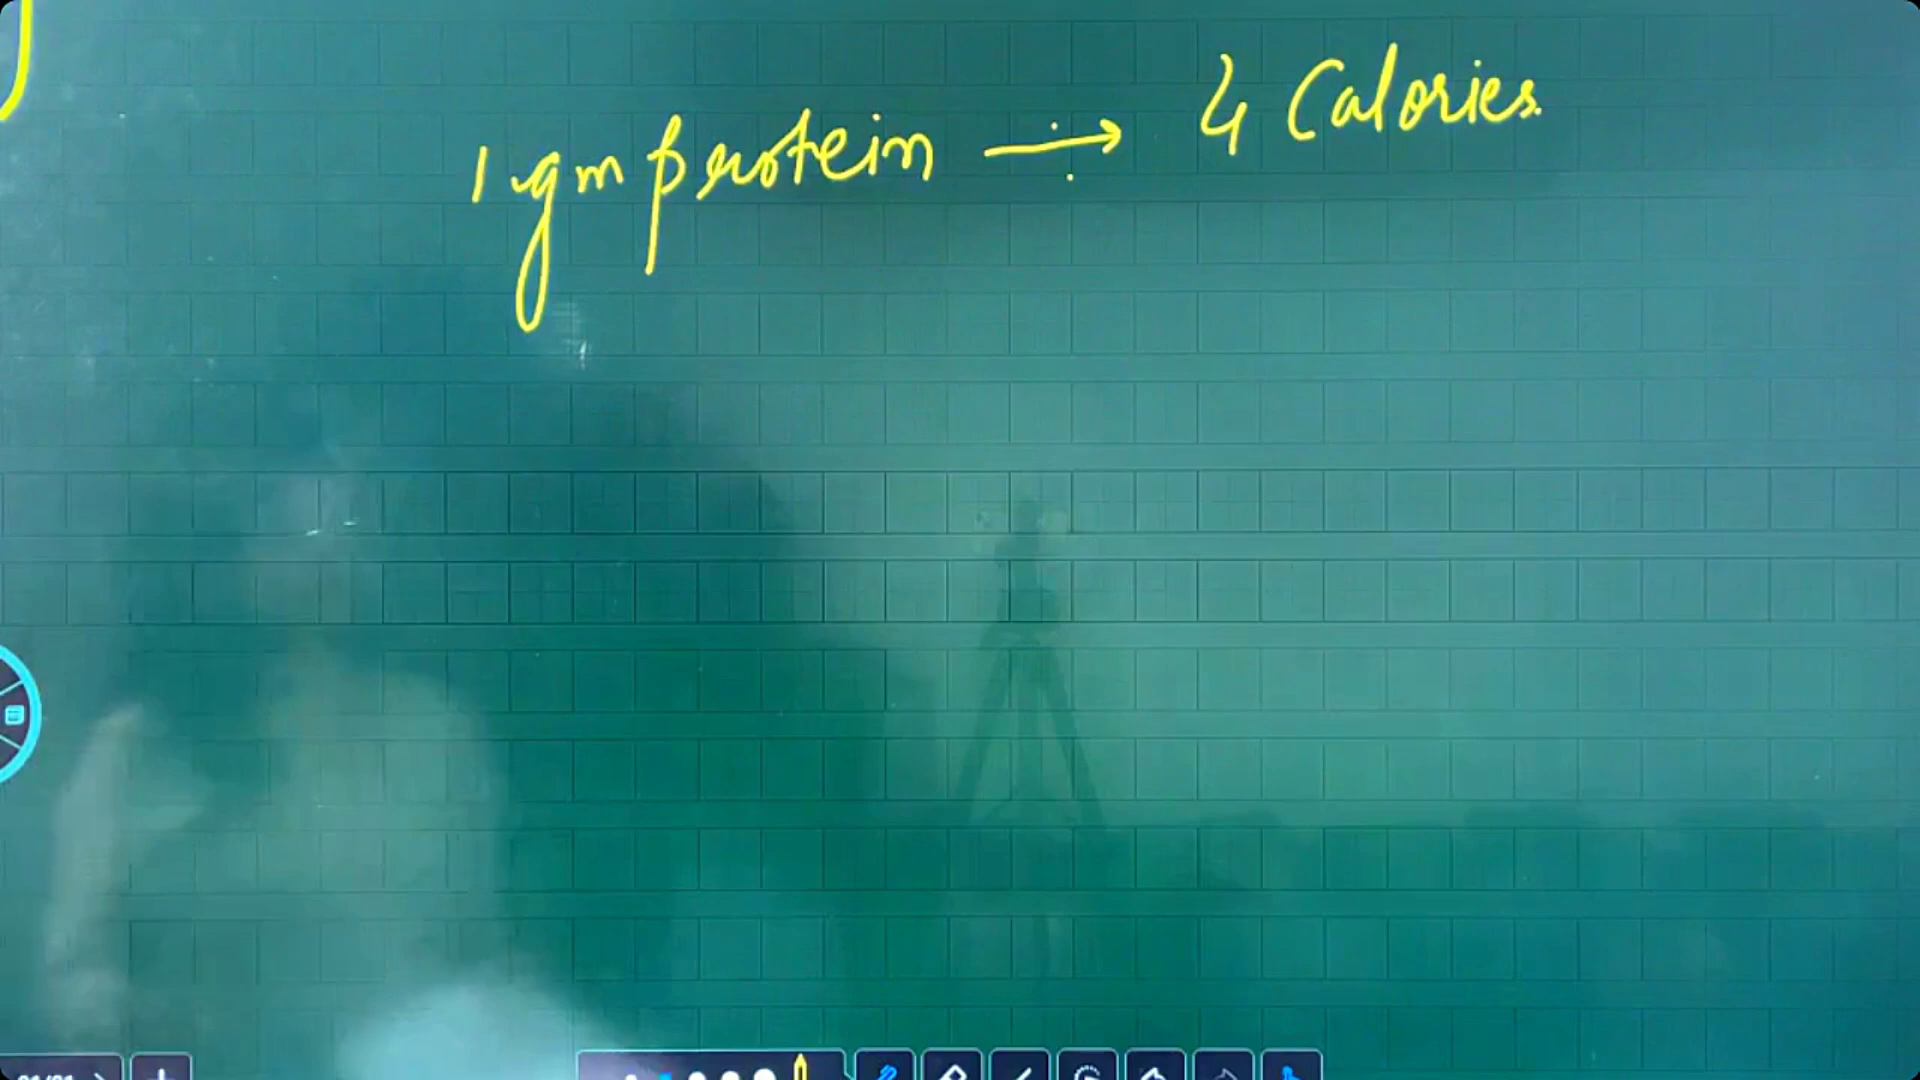 1 gm protein → 4 Calories.